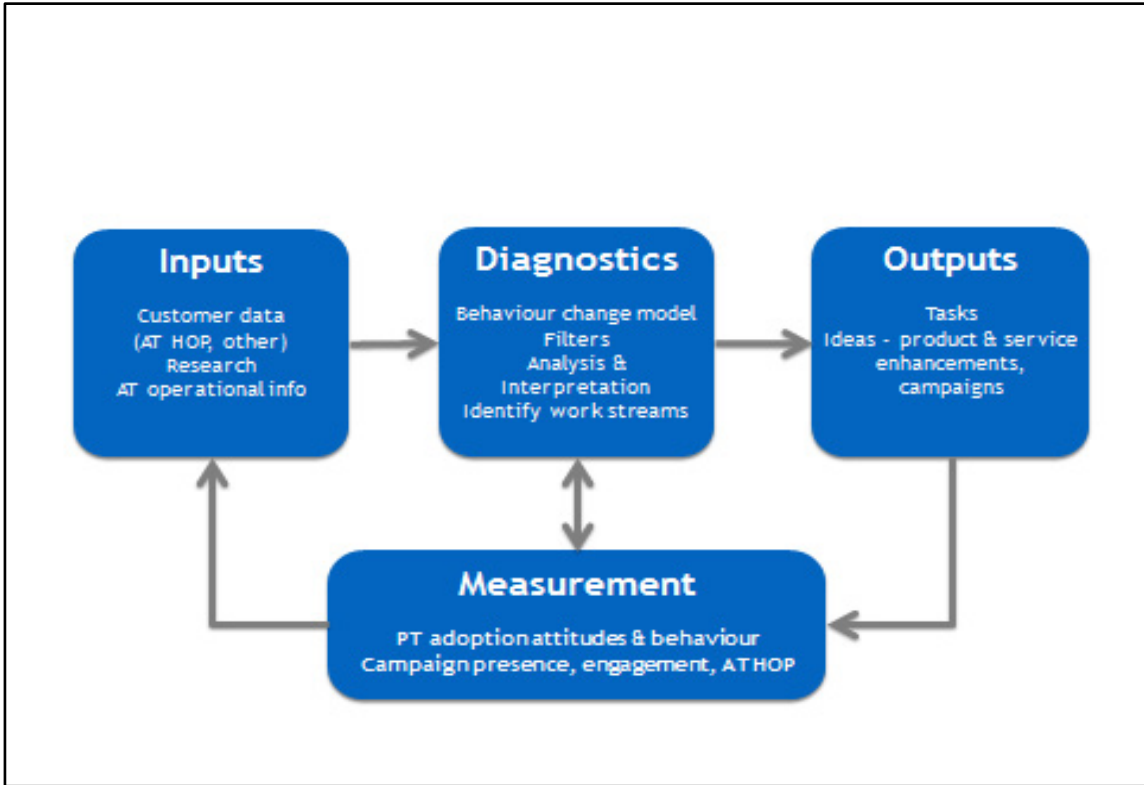 Inputs
Customer data
(AT HOP, other)
Research
AT operational info
Diagnostics
Behaviour change model
Filters
Analysis &
Interpretation
Identify work streams
Outputs
Tasks
Ideas - product & service
enhancements,
campaigns
Measurement
PT adoption attitudes & behaviour
Campaign presence, engagement, AT HOP